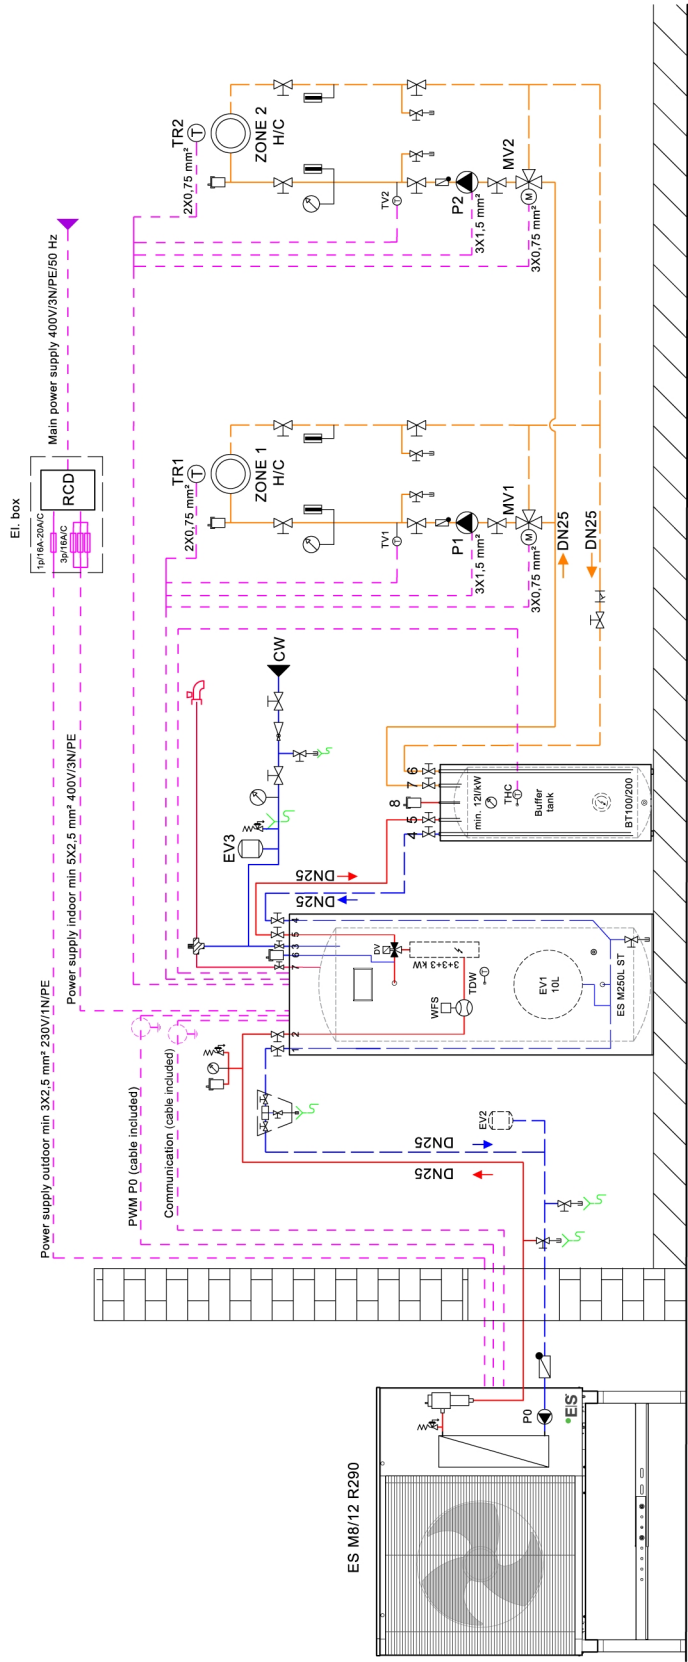 El. box
1p/16A-20A/C
3p/16A/C
RCD
Main power supply 400V/3N/PE/50 Hz
Power supply outdoor min 3X2,5 mm² 230V/1N/PE
Power supply indoor min 5X2,5 mm² 400V/3N/PE
PWM P0 (cable included)
Communication (cable included)
ES M8/12 R290
P0
ES
DN25
DN25
EV2
1
2
7
6
3
5
4
WFS
TDW
3+3+3 kW
DV
EV1
10L
ES M250L ST
EV3
CW
DN25
DN25
4
5
8
7
6
min. 12l/kW
THC
T
Buffer
tank
BT100/200
TR1
T
2X0,75 mm²
ZONE 1
H/C
TV1
T
P1
3X1,5 mm²
MV1
M
3X0,75 mm²
DN25
DN25
TR2
T
2X0,75 mm²
ZONE 2
H/C
TV2
T
P2
3X1,5 mm²
MV2
M
3X0,75 mm²